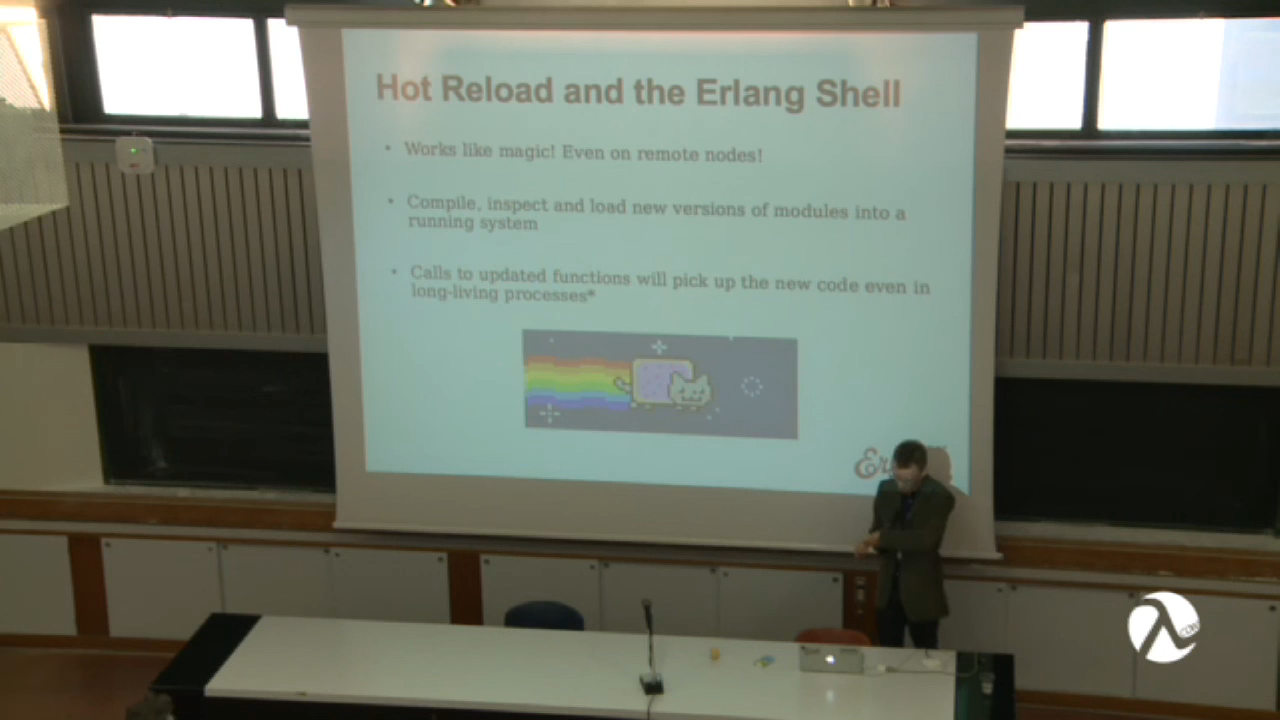 Hot Reload and the Erlang Shell
• Works like magic! Even on remote nodes!
• Compile, inspect and load new versions of modules into a
running system
• Calls to updated functions will pick up the new code even in
long-living processes*
Er
λ